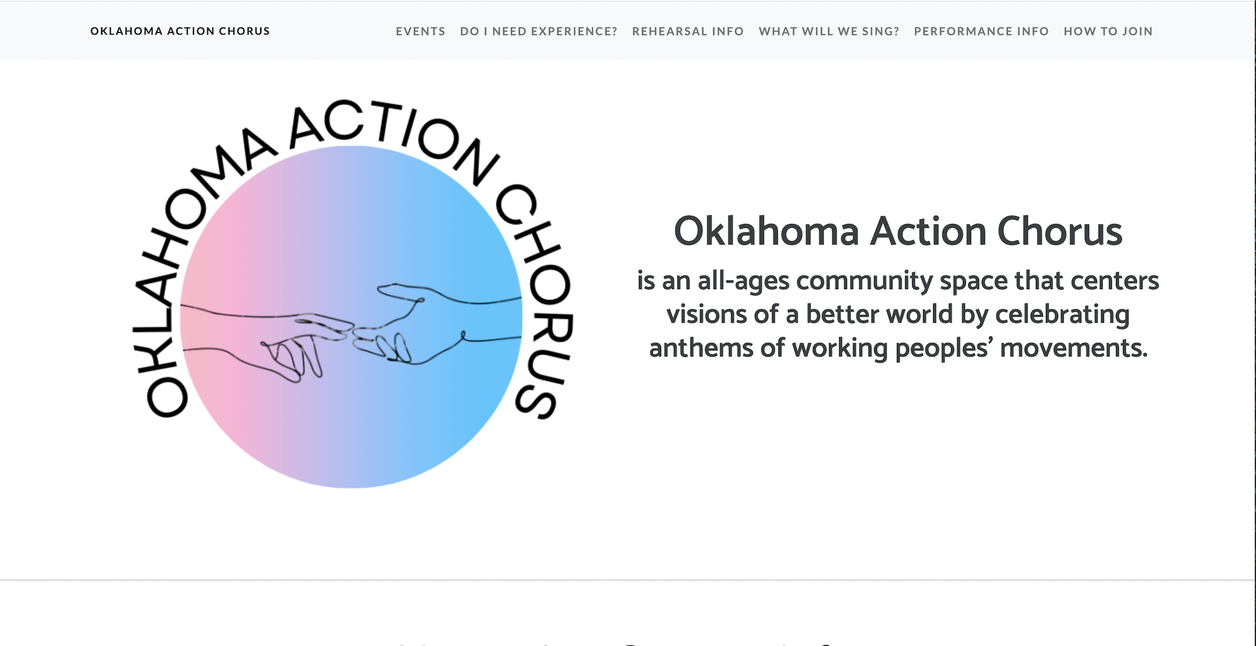 OKLAHOMA ACTION CHORUS
EVENTS DO I NEED EXPERIENCE? REHEARSAL INFO WHAT WILL WE SING? PERFORMANCE INFO HOW TO JOIN
OKLAHOMA ACTION CHORUS
Oklahoma Action Chorus
is an all-ages community space that centers
visions of a better world by celebrating
anthems of working peoples’ movements.